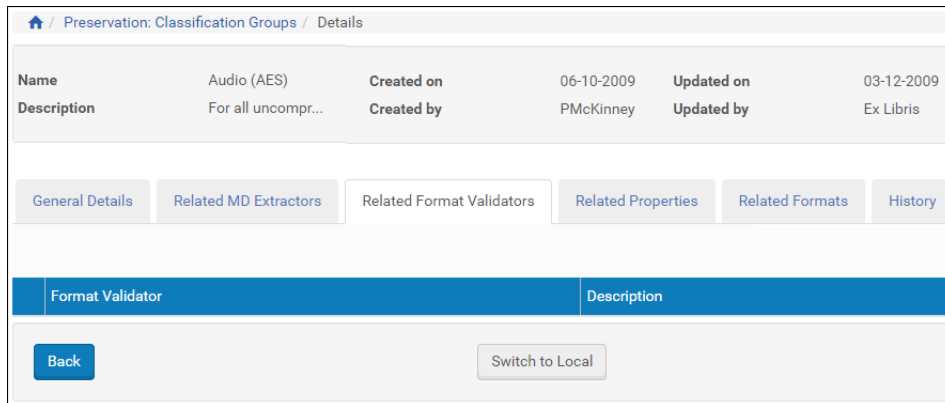 / Preservation: Classification Groups / Details
Name Audio (AES) Created on 06-10-2009 Updated on 03-12-2009
Description For all uncompr... Created by PMcKinney Updated by Ex Libris
General Details Related MD Extractors Related Format Validators Related Properties Related Formats History
Format Validator Description
Back Switch to Local